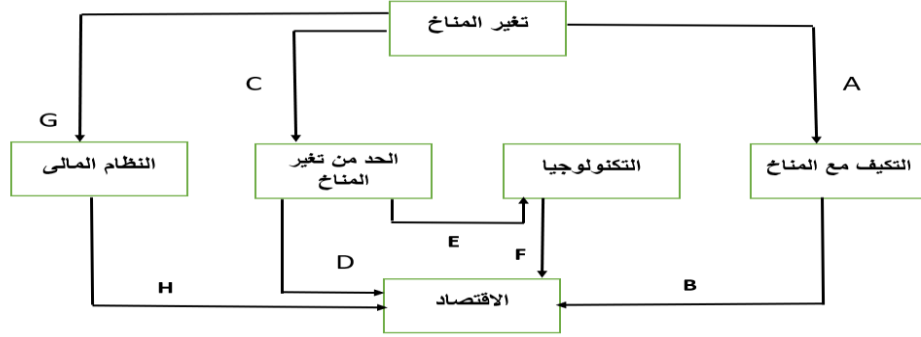 تغير المناخ
A
C
G
التكيف مع المناخ
التكنولوجيا
الحد من تغير
المناخ
النظام المالى
B
F
E
D
H
الاقتصاد